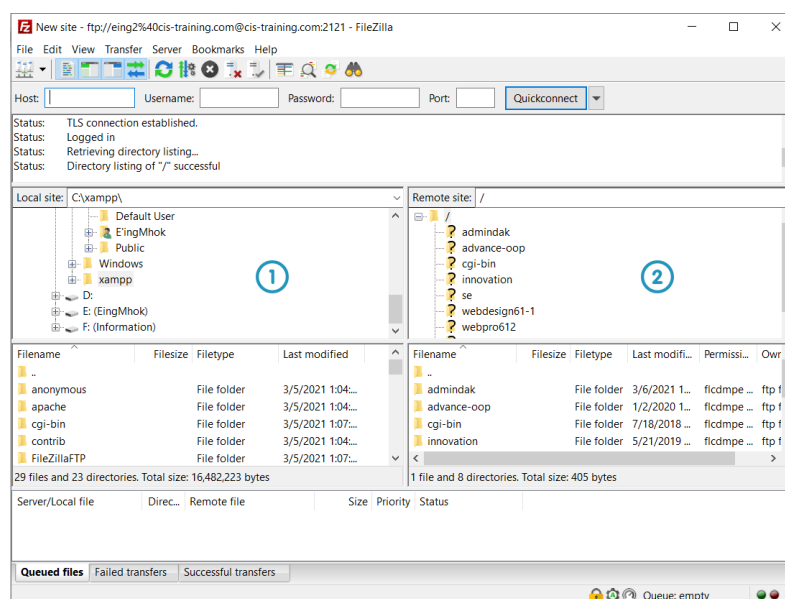 New site - ftp://eing2%40cis-training.com@cis-training.com:2121 - FileZilla
File Edit View Transfer Server Bookmarks Help
Host: Username: Password: Port: Quickconnect
Status: TLS connection established.
Status: Logged in
Status: Retrieving directory listing...
Status: Directory listing of "/" successful
Local site: C:\xampp\
Default User
E'ingMhok
Public
Windows
xampp
D:
E: (EingMhok)
F: (Information)
1
Remote site: /
/
admindak
advance-oop
cgi-bin
innovation
se
webdesign61-1
webpro612
2
Filename Filesize Filetype Last modified
..
anonymous File folder 3/5/2021 1:04:...
apache File folder 3/5/2021 1:04:...
cgi-bin File folder 3/5/2021 1:07:...
contrib File folder 3/5/2021 1:04:...
FileZillaFTP File folder 3/5/2021 1:07:...
29 files and 23 directories. Total size: 16,482,223 bytes
Filename Filesize Filetype Last modifi... Permissi... Own
..
admindak File folder 3/6/2021 1... flcdmpe ... ftp f
advance-oop File folder 1/2/2020 1... flcdmpe ... ftp f
cgi-bin File folder 7/18/2018 ... flcdmpe ... ftp f
innovation File folder 5/21/2019 ... flcdmpe ... ftp f
1 file and 8 directories. Total size: 405 bytes
Server/Local file Direc... Remote file Size Priority Status
Queued files Failed transfers Successful transfers
Queue: empty